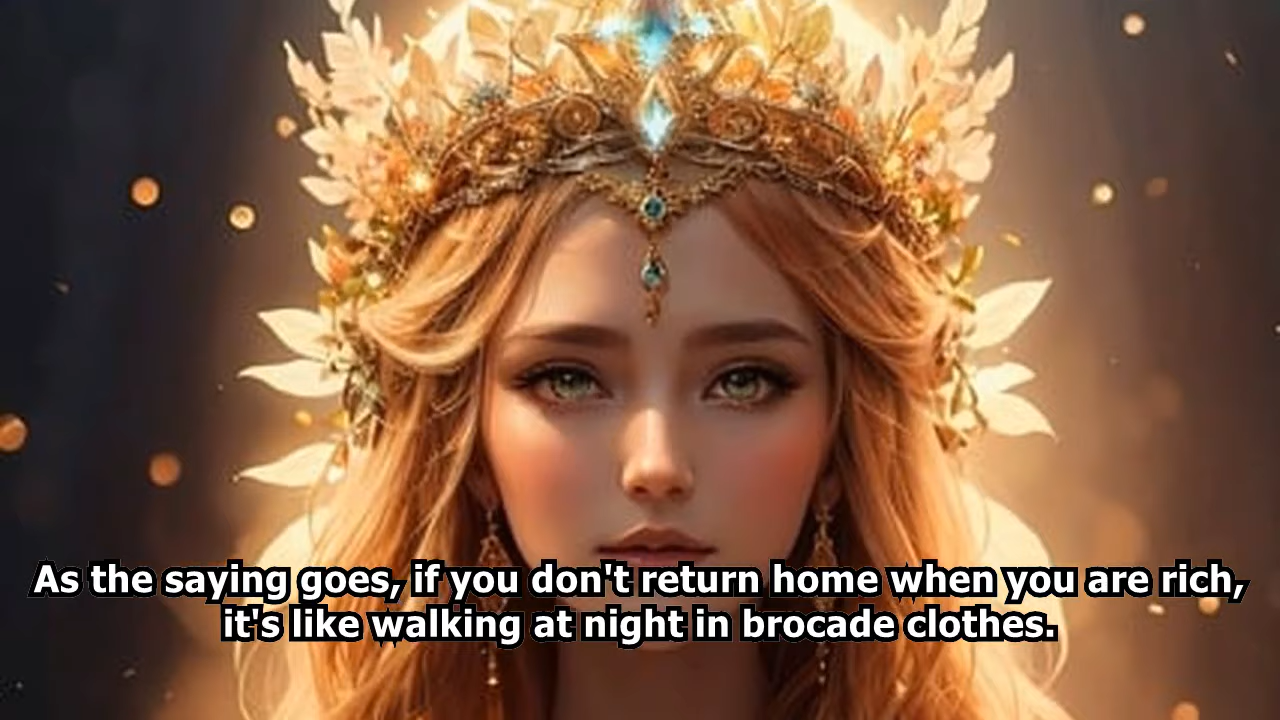 As the saying goes, if you don't return home when you are rich,
it's like walking at night in brocade clothes.